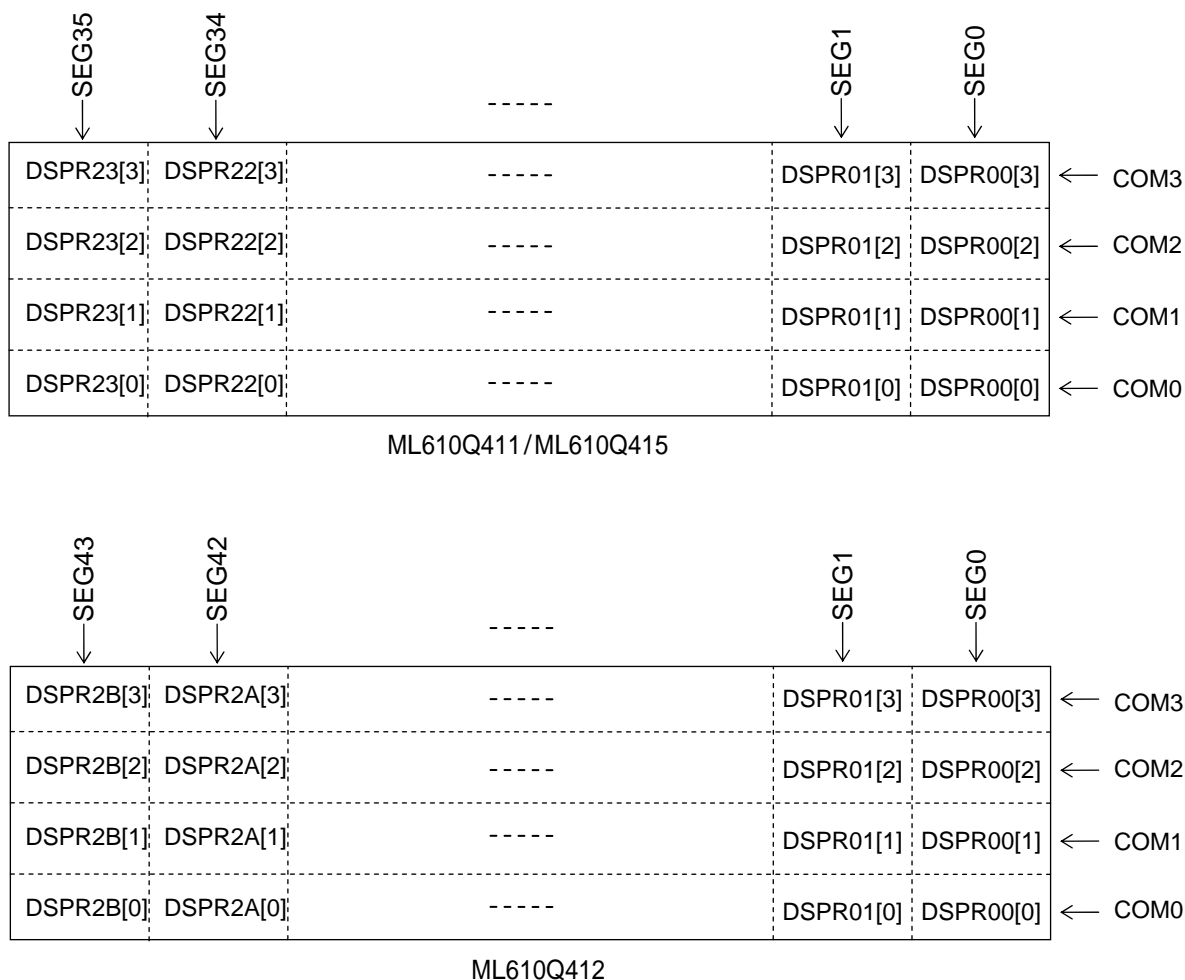 SEG35 SEG34 ----- SEG1 SEG0
DSPR23[3] DSPR22[3] ----- DSPR01[3] DSPR00[3] COM3
DSPR23[2] DSPR22[2] ----- DSPR01[2] DSPR00[2] COM2
DSPR23[1] DSPR22[1] ----- DSPR01[1] DSPR00[1] COM1
DSPR23[0] DSPR22[0] ----- DSPR01[0] DSPR00[0] COM0
ML610Q411/ML610Q415
SEG43 SEG42 ----- SEG1 SEG0
DSPR2B[3] DSPR2A[3] ----- DSPR01[3] DSPR00[3] COM3
DSPR2B[2] DSPR2A[2] ----- DSPR01[2] DSPR00[2] COM2
DSPR2B[1] DSPR2A[1] ----- DSPR01[1] DSPR00[1] COM1
DSPR2B[0] DSPR2A[0] ----- DSPR01[0] DSPR00[0] COM0
ML610Q412